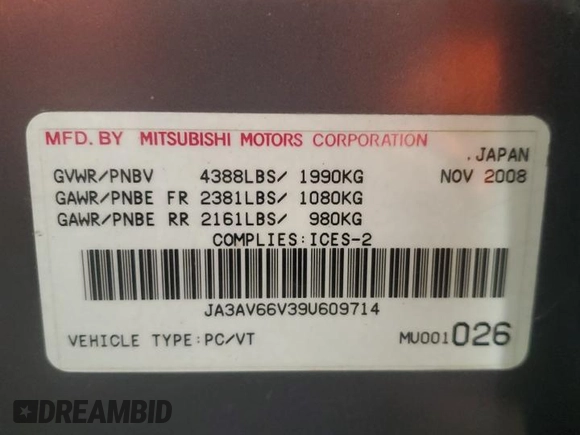 MFD. BY MITSUBISHI MOTORS CORPORATION
.JAPAN
GVWR/PNBV 4388LBS/ 1990KG NOV 2008
GAWR/PNBE FR 2381LBS/ 1080KG
GAWR/PNBE RR 2161LBS/ 980KG
COMPLIES:ICES-2
JA3AV66V39U609714
VEHICLE TYPE:PC/VT MU001026
DREAMBID